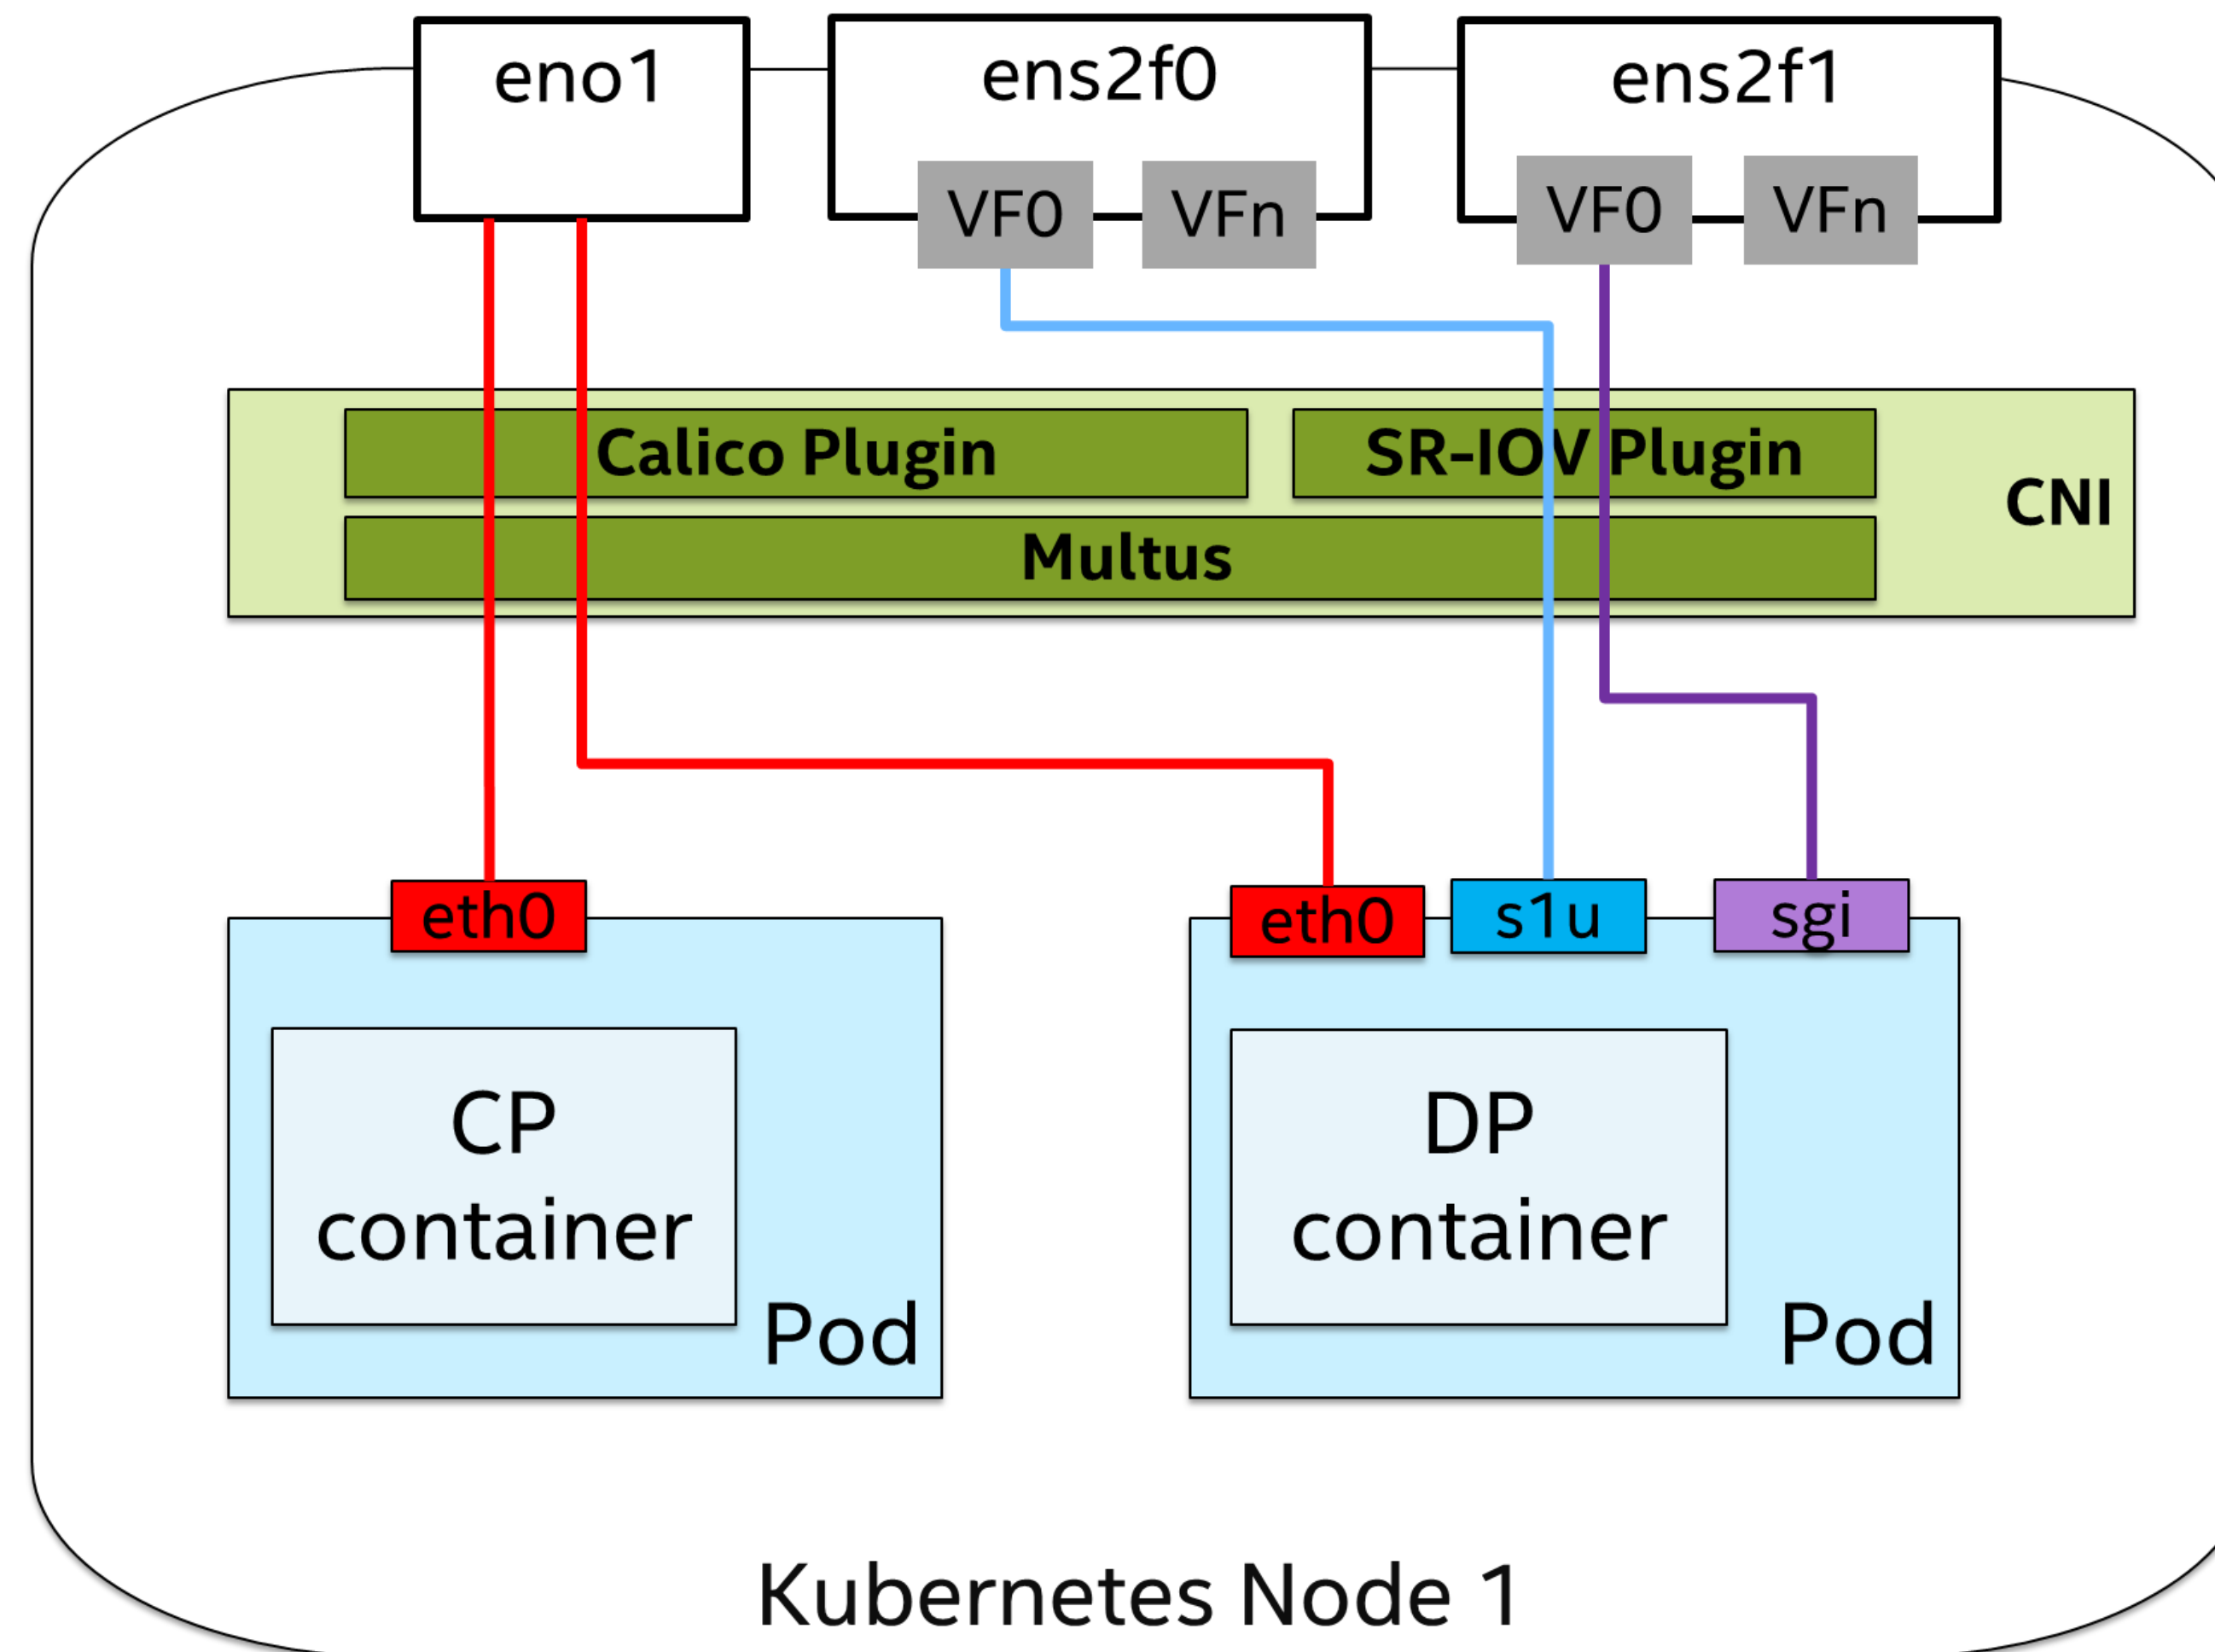 eno1
ens2f0
ens2f1
VF0
VFn
VF0
VFn
Calico Plugin
SR-IOV Plugin
CNI
Multus
eth0
eth0
s1u
sgi
CP
container
Pod
DP
container
Pod
Kubernetes Node 1